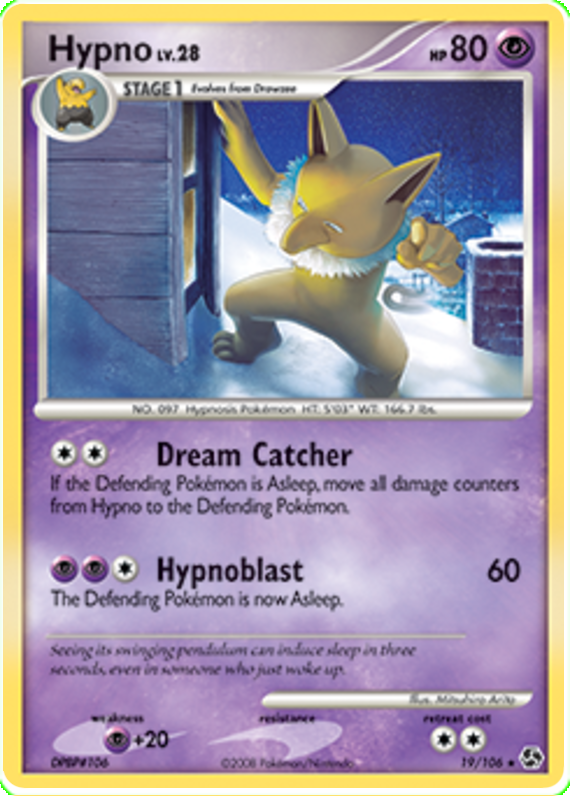 Hypno LV.28 HP 80
STAGE 1 Evolves from Drowzee
NO. 097 Hypnosis Pokémon HT: 5'03" WT: 166.7 lbs.
Dream Catcher
If the Defending Pokémon is Asleep, move all damage counters
from Hypno to the Defending Pokémon.
Hypnoblast 60
The Defending Pokémon is now Asleep.
Seeing its swinging pendulum can induce sleep in three
seconds, even in someone who just woke up.
Illus. Mitsuhiro Arita
weakness resistance retreat cost
+20
DPBP#106 ©2008 Pokémon/Nintendo 19/106 ★